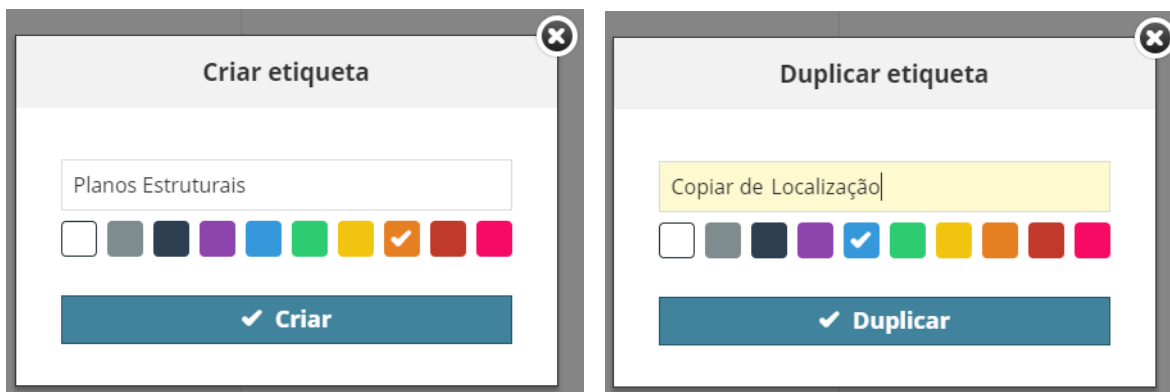 Criar etiqueta
Planos Estruturais
Criar
Duplicar etiqueta
Copiar de Localização
Duplicar